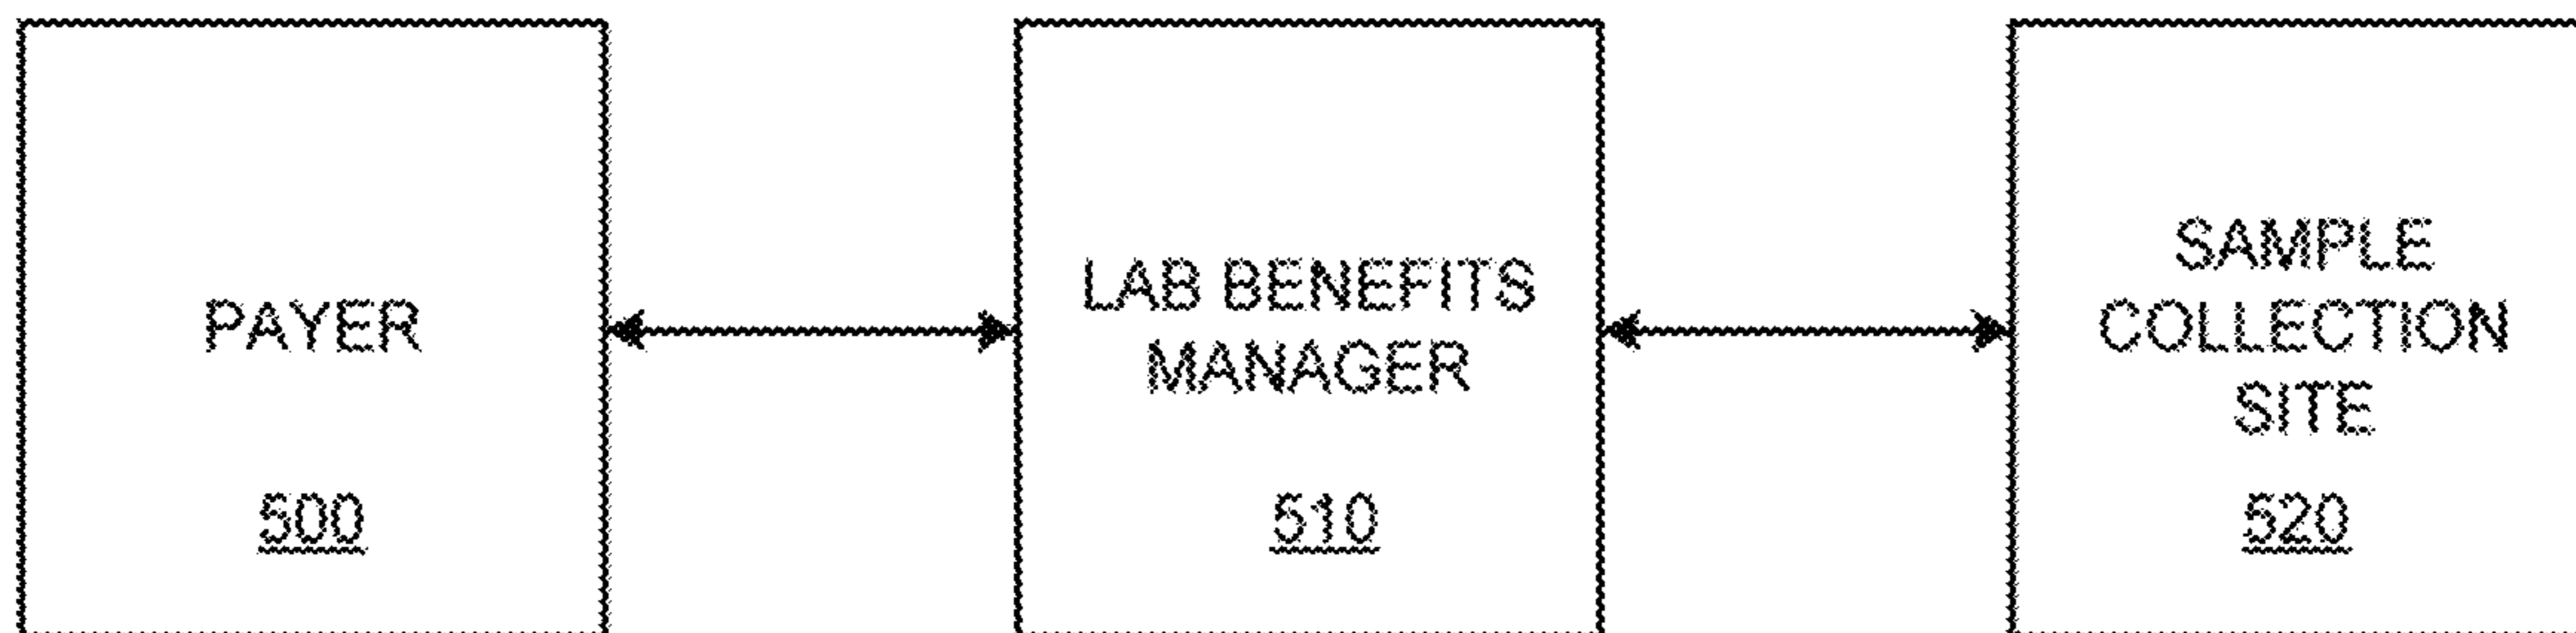 PAYER
500
LAB BENEFITS
MANAGER
510
SAMPLE
COLLECTION
SITE
520